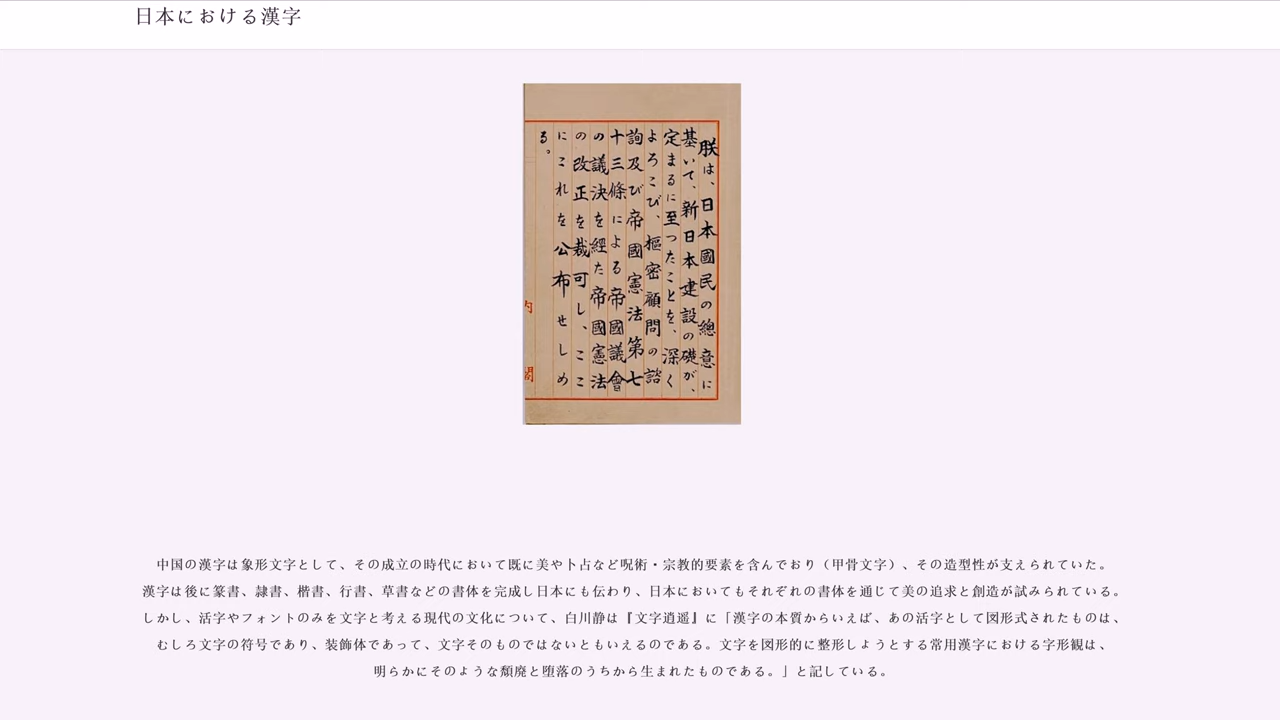 日本における漢字
朕は、日本國民の總意に
基いて、新日本建設の礎が、
定まるに至つたことを、深く
よろこび、樞密顧問の諮
詢及び帝國憲法第七
十三條による帝國議會
の議決を經た帝國憲法
の改正を裁可し、ここ
にこれを公布せしめ
る。
内閣
中国の漢字は象形文字として、その成立の時代において既に美や卜占など呪術・宗教的要素を含んでおり（甲骨文字）、その造型性が支えられていた。
漢字は後に篆書、隷書、楷書、行書、草書などの書体を完成し日本にも伝わり、日本においてもそれぞれの書体を通じて美の追求と創造が試みられている。
しかし、活字やフォントのみを文字と考える現代の文化について、白川静は『文字逍遥』に「漢字の本質からいえば、あの活字として図形式されたものは、
むしろ文字の符号であり、装飾体であって、文字そのものではないともいえるのである。文字を図形的に整形しようとする常用漢字における字形観は、
明らかにそのような頽廃と堕落のうちから生まれたものである。」と記している。